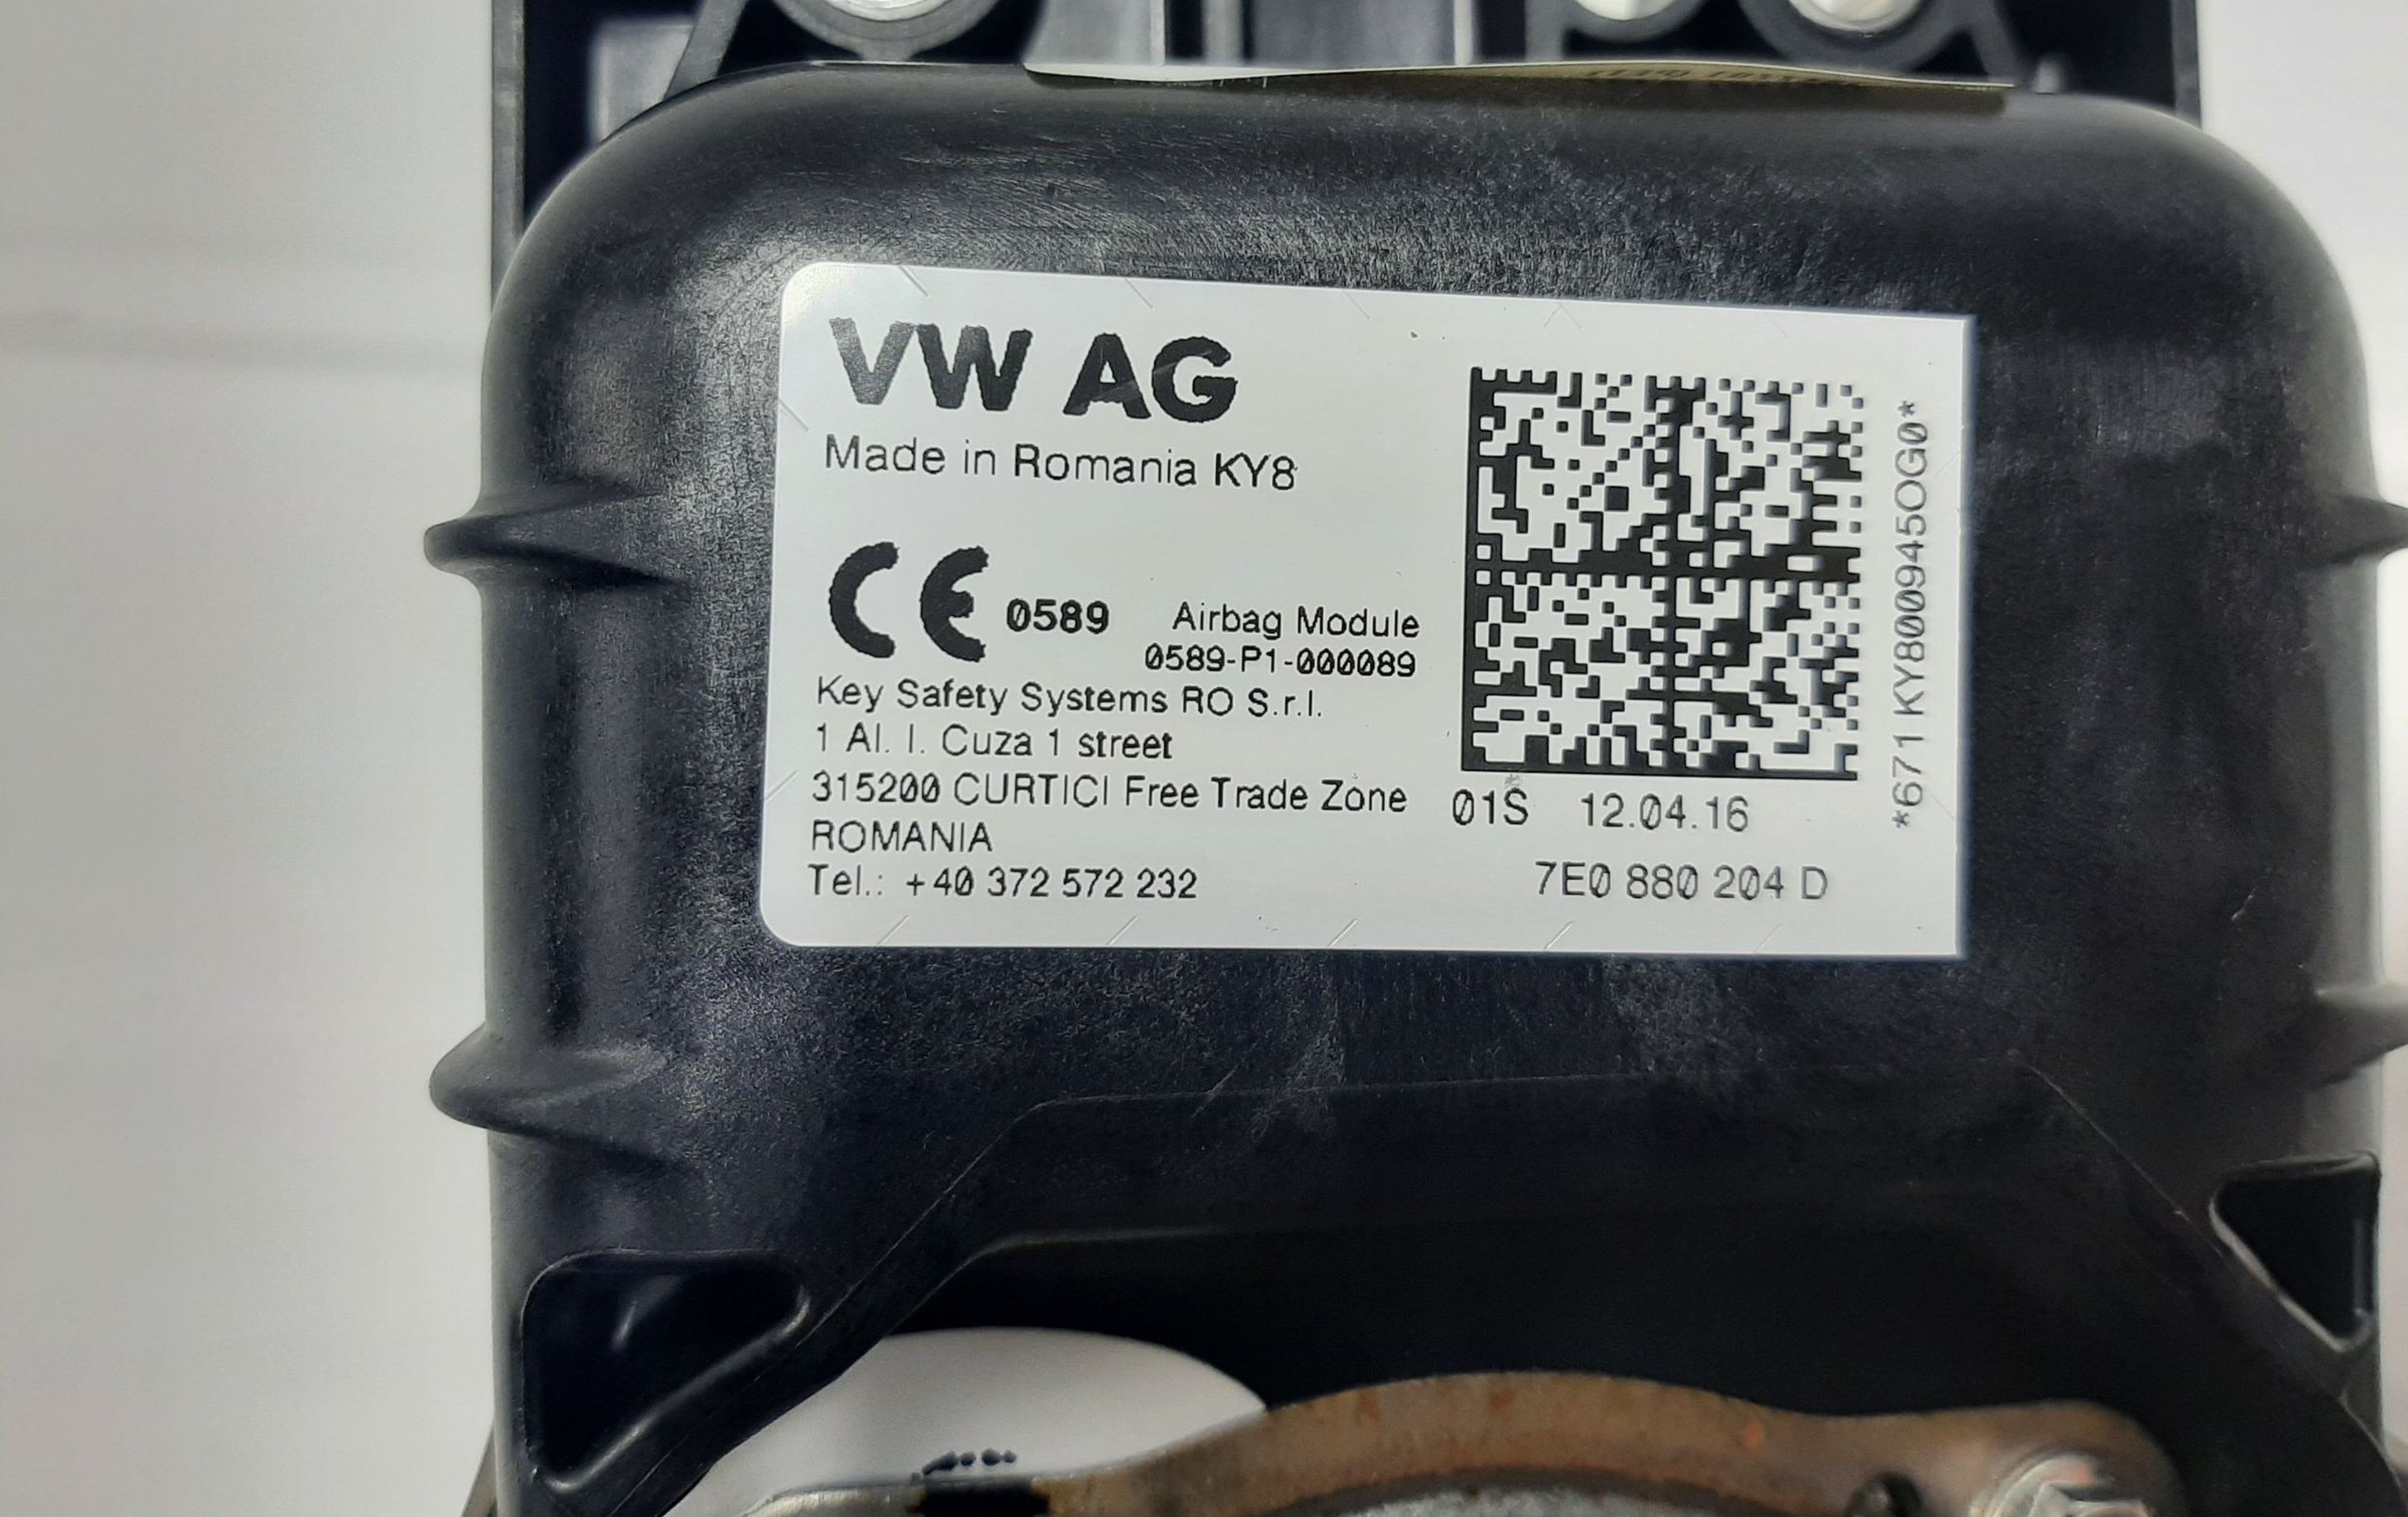 VW AG
Made in Romania KY8
CE 0589 Airbag Module
0589-P1-000089
Key Safety Systems RO S.r.l.
1 Al. I. Cuza 1 street
315200 CURTICI Free Trade Zone
ROMANIA
Tel.: +40 372 572 232
01S 12.04.16
7E0 880 204 D
*671 KY800945OG0*